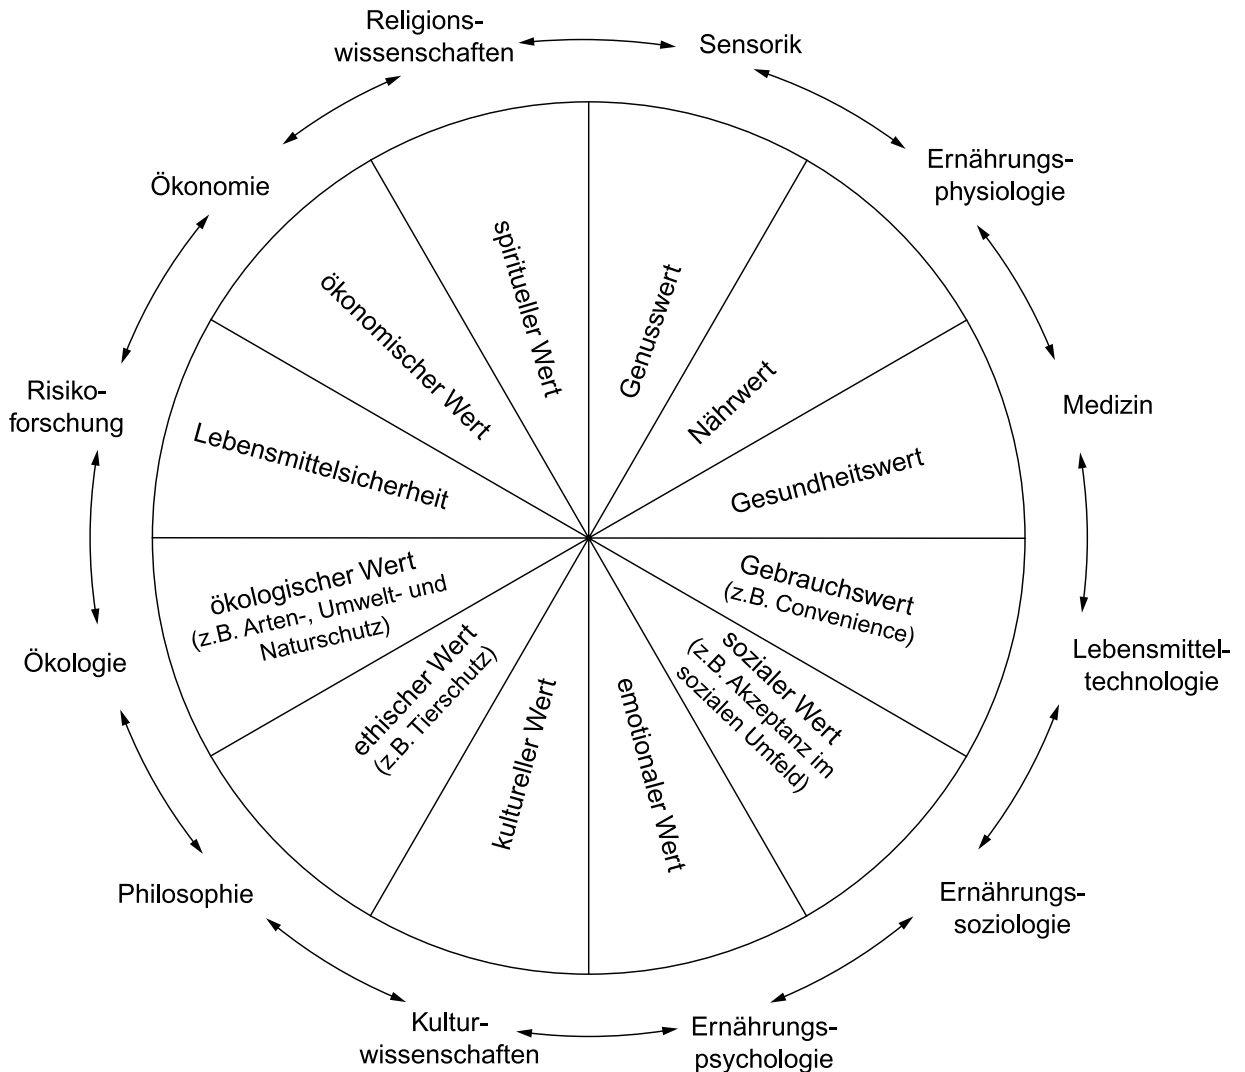 Religions-
wissenschaften
Sensorik
Ernährungs-
physiologie
Medizin
Lebensmittel-
technologie
Ernährungs-
soziologie
Ernährungs-
psychologie
Kultur-
wissenschaften
Philosophie
Ökologie
Risiko-
forschung
Ökonomie
spiritueller Wert
Genusswert
Nährwert
Gesundheitswert
Gebrauchswert
(z.B. Convenience)
sozialer Wert
(z.B. Akzeptanz im
sozialen Umfeld)
emotionaler Wert
kultureller Wert
ethischer Wert
(z.B. Tierschutz)
ökologischer Wert
(z.B. Arten-, Umwelt- und
Naturschutz)
Lebensmittelsicherheit
ökonomischer Wert